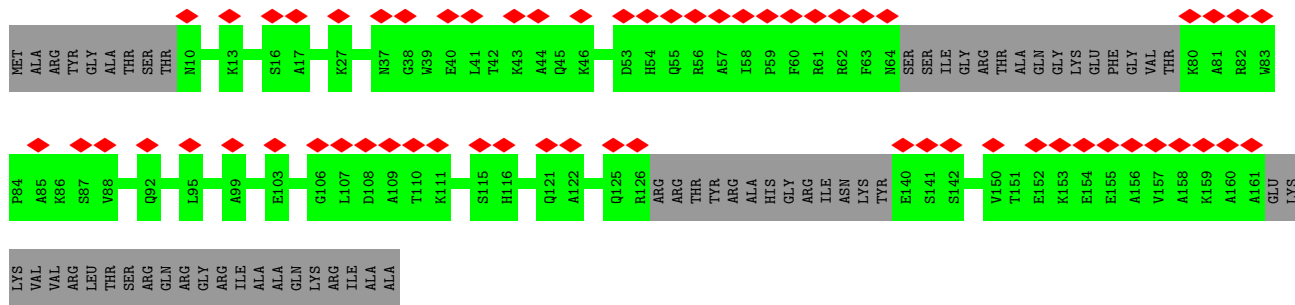 MET ALA ARG TYR GLY ALA THR SER THR N10 K13 S16 A17 K27 N37 G38 W39 E40 L41 T42 K43 A44 Q45 K46 D53 H54 Q55 R56 A57 I58 P59 F60 R61 R62 F63 N64 SER SER ILE GLY ARG THR ALA GLN GLY LYS GLU PHE GLY VAL THR K80 A81 R82 W83
P84 A85 K86 S87 V88 Q92 L95 A99 E103 G106 L107 D108 A109 T110 K111 S115 H116 Q121 A122 Q125 R126 ARG ARG THR TYR ARG ALA HIS GLY ARG ILE ASN LYS TYR E140 S141 S142 V150 T151 E152 K153 E154 E155 A156 V157 A158 K159 A160 A161 GLU LYS
LYS VAL VAL ARG LEU THR SER ARG GLN ARG GLY ARG ILE ALA ALA GLN LYS ARG ILE ALA ALA